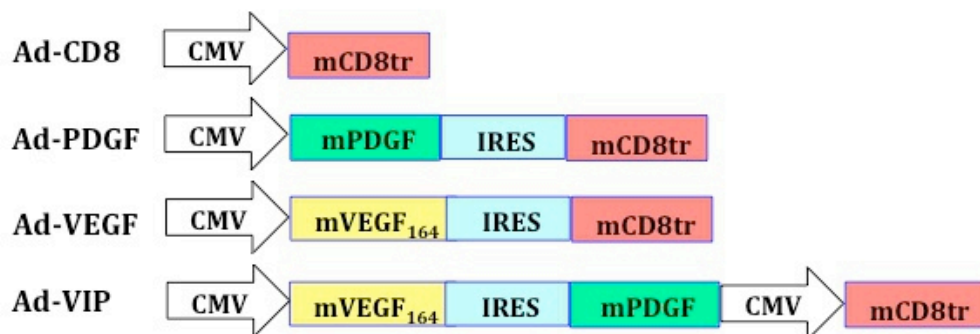 Ad-CD8 CMV mCD8tr
Ad-PDGF CMV mPDGF IRES mCD8tr
Ad-VEGF CMV mVEGF₁₆₄ IRES mCD8tr
Ad-VIP CMV mVEGF₁₆₄ IRES mPDGF CMV mCD8tr